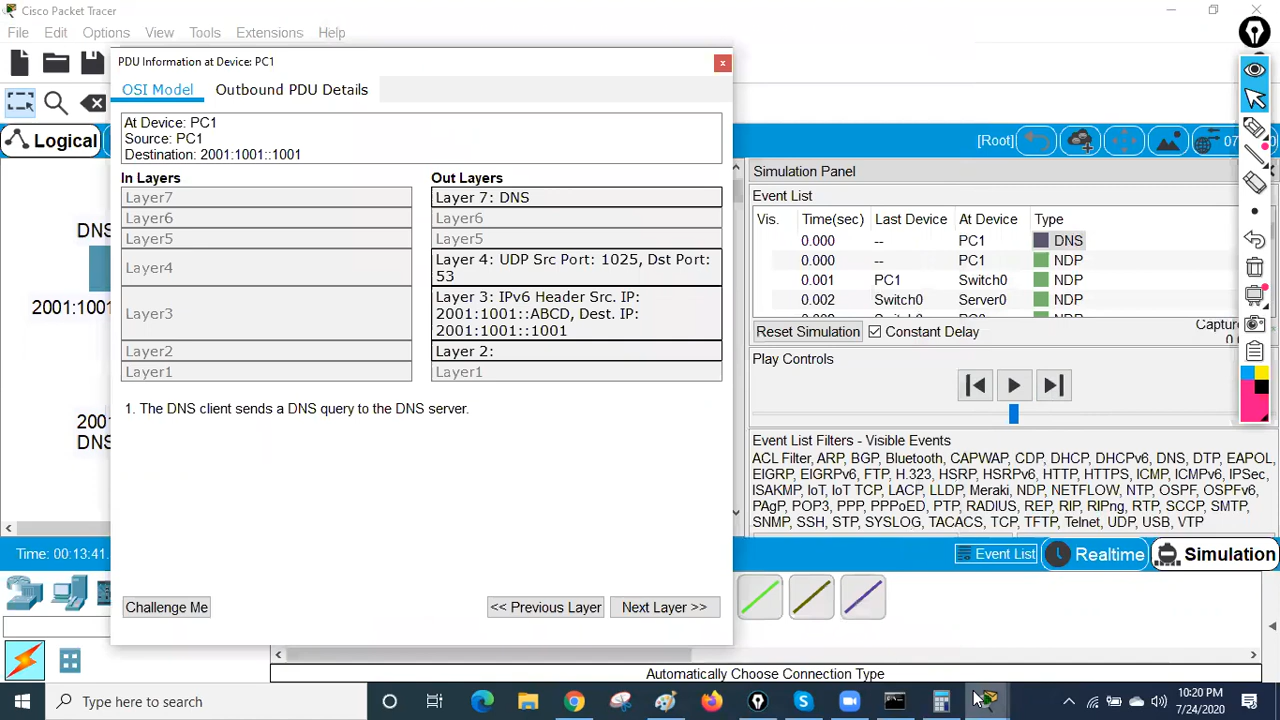 Cisco Packet Tracer
File Edit Options View Tools Extensions Help
PDU Information at Device: PC1
x
OSI Model Outbound PDU Details
At Device: PC1
Source: PC1
Destination: 2001:1001::1001
In Layers
Layer7
Layer6
Layer5
Layer4
Layer3
Layer2
Layer1
Out Layers
Layer 7: DNS
Layer6
Layer5
Layer 4: UDP Src Port: 1025, Dst Port:
53
Layer 3: IPv6 Header Src. IP:
2001:1001::ABCD, Dest. IP:
2001:1001::1001
Layer 2:
Layer1
1. The DNS client sends a DNS query to the DNS server.
Challenge Me
<< Previous Layer
Next Layer >>
Logical
[Root]
07
0
DNS
2001:1001
200
DNS
Simulation Panel
Event List
Vis. Time(sec) Last Device At Device Type
0.000 -- PC1 DNS
0.000 -- PC1 NDP
0.001 PC1 Switch0 NDP
0.002 Switch0 Server0 NDP
Reset Simulation Constant Delay
Captur
Play Controls
Event List Filters - Visible Events
ACL Filter, ARP, BGP, Bluetooth, CAPWAP, CDP, DHCP, DHCPv6, DNS, DTP, EAPOL,
EIGRP, EIGRPv6, FTP, H.323, HSRP, HSRPv6, HTTP, HTTPS, ICMP, ICMPv6, IPSec,
ISAKMP, IoT, IoT TCP, LACP, LLDP, Meraki, NDP, NETFLOW, NTP, OSPF, OSPFv6,
PAgP, POP3, PPP, PPPoED, PTP, RADIUS, REP, RIP, RIPng, RTP, SCCP, SMTP,
SNMP, SSH, STP, SYSLOG, TACACS, TCP, TFTP, Telnet, UDP, USB, VTP
Time: 00:13:41.
Event List
Realtime
Simulation
Automatically Choose Connection Type
Type here to search
10:20 PM
7/24/2020